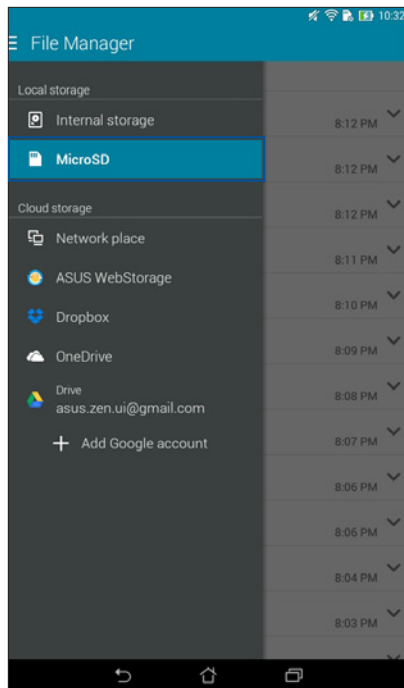 10:32
File Manager
Local storage
Internal storage
MicroSD
Cloud storage
Network place
ASUS WebStorage
Dropbox
OneDrive
Drive
asus.zen.ui@gmail.com
Add Google account
8:12 PM
8:12 PM
8:12 PM
8:11 PM
8:10 PM
8:09 PM
8:08 PM
8:07 PM
8:06 PM
8:06 PM
8:04 PM
8:03 PM